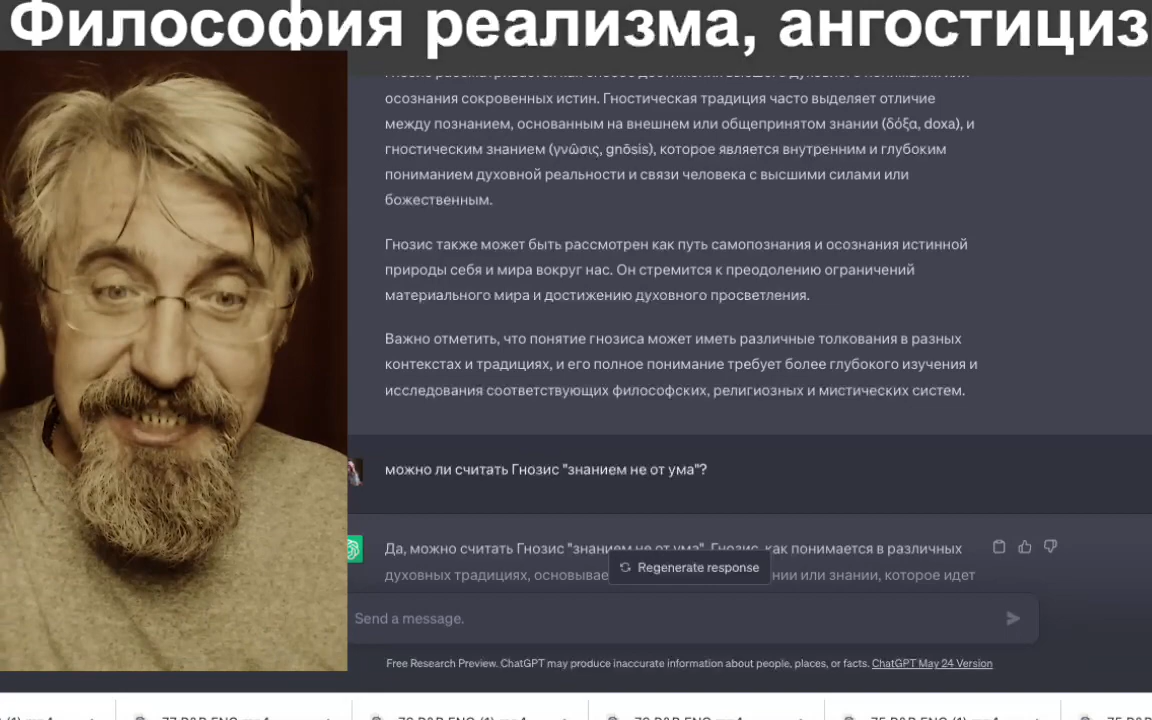 Философия реализма, ангостициз
осознания сокровенных истин. Гностическая традиция часто выделяет отличие
между познанием, основанным на внешнем или общепринятом знании (δόξα, doxa), и
гностическим знанием (γνῶσις, gnōsis), которое является внутренним и глубоким
пониманием духовной реальности и связи человека с высшими силами или
божественным.
Гнозис также может быть рассмотрен как путь самопознания и осознания истинной
природы себя и мира вокруг нас. Он стремится к преодолению ограничений
материального мира и достижению духовного просветления.
Важно отметить, что понятие гнозиса может иметь различные толкования в разных
контекстах и традициях, и его полное понимание требует более глубокого изучения и
исследования соответствующих философских, религиозных и мистических систем.
можно ли считать Гнозис "знанием не от ума"?
Да, можно считать Гнозис "знанием не от ума". Гнозис, как понимается в различных
духовных традициях, основывае нии или знании, которое идет
Regenerate response
Send a message.
Free Research Preview. ChatGPT may produce inaccurate information about people, places, or facts. ChatGPT May 24 Version